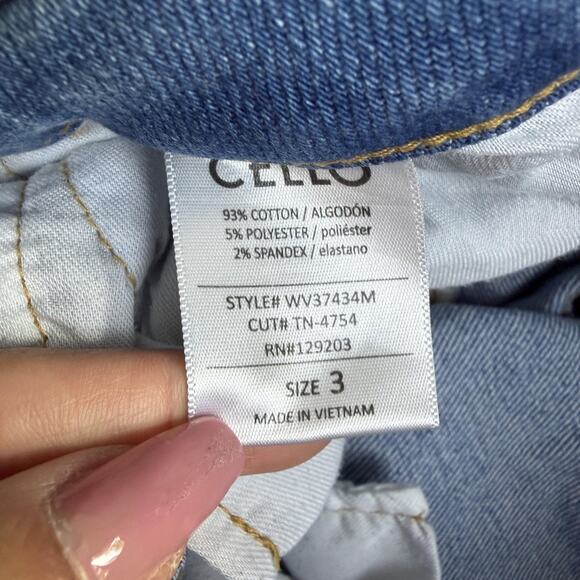 CELLO
93% COTTON / ALGODÓN
5% POLYESTER / poliéster
2% SPANDEX / elastano
STYLE# WV37434M
CUT# TN-4754
RN#129203
SIZE 3
MADE IN VIETNAM